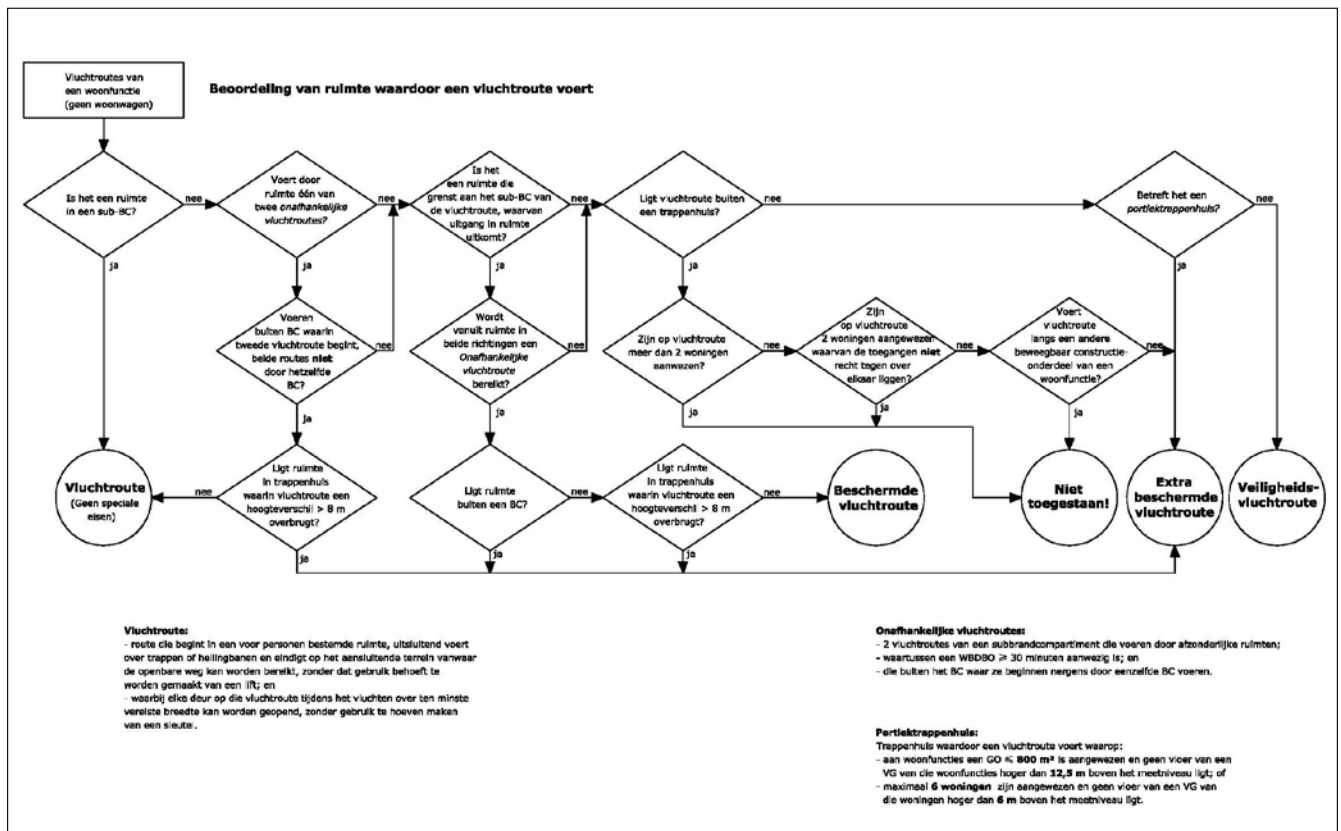 Vluchtroutes van
een woonfunctie
(geen woonwagen)
Beoordeling van ruimte waardoor een vluchtroute voert
Is het een ruimte
in een sub-BC?
nee
ja
Voert door
ruimte één van
twee onafhankelijke
vluchtroutes?
nee
ja
Is het
een ruimte die
grenst aan het sub-BC van
de vluchtroute, waarvan
uitgang in ruimte
uitkomt?
nee
ja
Ligt vluchtroute buiten
een trappenhuis?
nee
ja
Betreft het een
portiektrappenhuis?
nee
ja
Voeren
buiten BC waarin
tweede vluchtroute begint,
beide routes niet
door hetzelfde
BC?
nee
ja
Wordt
vanuit ruimte in
beide richtingen een
Onafhankelijke
vluchtroute
bereikt?
nee
ja
Zijn op vluchtroute
meer dan 2 woningen
aanwezen?
nee
ja
Zijn
op vluchtroute
2 woningen aangewezen
waarvan de toegangen niet
recht tegen over
elkaar liggen?
nee
ja
Voert
vluchtroute
langs een andere
beweegbaar constructie-
onderdeel van een
woonfunctie?
nee
ja
Vluchtroute
(Geen speciale
eisen)
nee
Ligt ruimte
in trappenhuis
waarin vluchtroute een
hoogteverschil > 8 m
overbrugt?
ja
Ligt ruimte
buiten een BC?
nee
ja
Ligt ruimte
in trappenhuis
waarin vluchtroute een
hoogteverschil > 8 m
overbrugt?
nee
ja
Beschermde
vluchtroute
Niet
toegestaan!
Extra
beschermde
vluchtroute
Veiligheids-
vluchtroute
Vluchtroute:
- route die begint in een voor personen bestemde ruimte, uitsluitend voert
over trappen of hellingbanen en eindigt op het aansluitende terrein vanwaar
de openbare weg kan worden bereikt, zonder dat gebruik behoeft te
worden gemaakt van een lift; en
- waarbij elke deur op die vluchtroute tijdens het vluchten over ten minste
vereiste breedte kan worden geopend, zonder gebruik te hoeven maken
van een sleutel.
Onafhankelijke vluchtroutes:
- 2 vluchtroutes van een subbrandcompartiment die voeren door afzonderlijke ruimten;
- waartussen een WBDBO ≥ 30 minuten aanwezig is; en
- die buiten het BC waar ze beginnen nergens door eenzelfde BC voeren.
Portiektrappenhuis:
Trappenhuis waardoor een vluchtroute voert waarop:
- aan woonfuncties een GO ≤ 800 m² is aangewezen en geen vloer van een
VG van die woonfuncties hoger dan 12,5 m boven het meetniveau ligt; of
- maximaal 6 woningen zijn aangewezen en geen vloer van een VG van
die woningen hoger dan 6 m boven het meetniveau ligt.